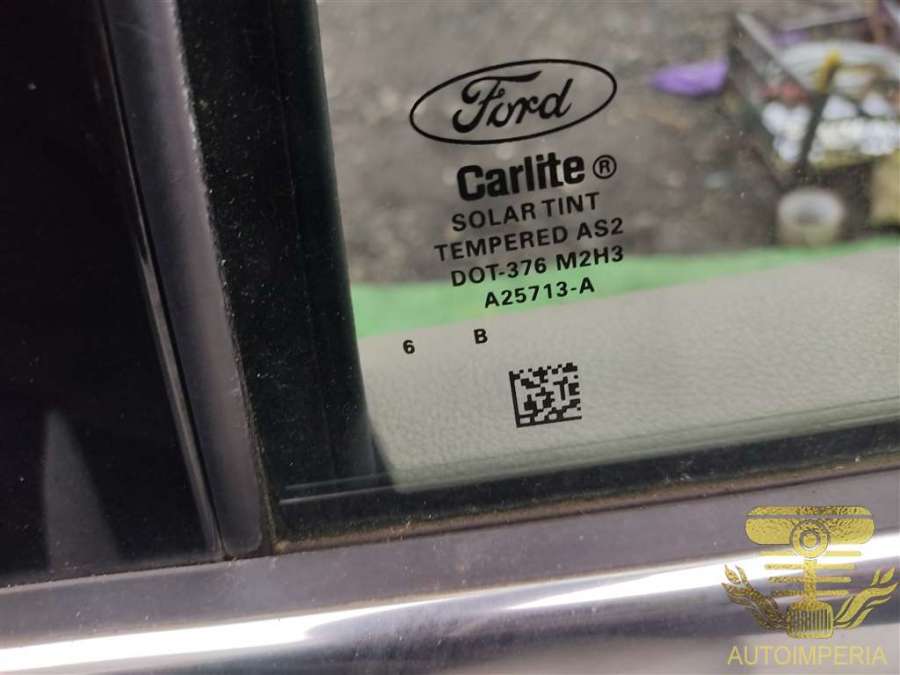 Ford
Carlite®
SOLAR TINT
TEMPERED AS2
DOT-376 M2H3
A25713-A
6 B
AUTOIMPERIA